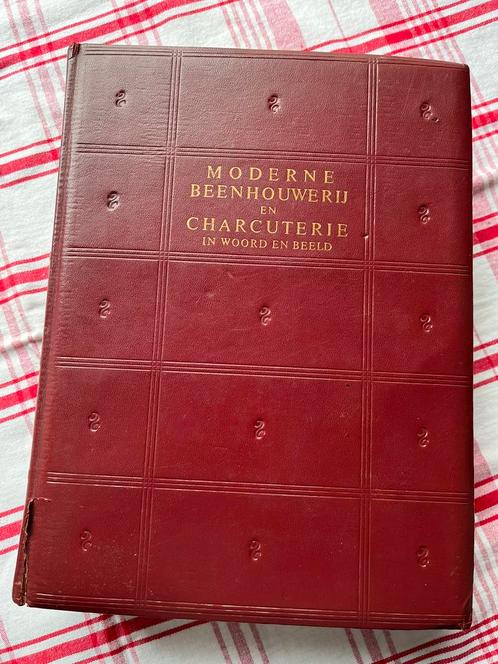 MODERNE
BEENHOUWERIJ
EN
CHARCUTERIE
IN WOORD EN BEELD